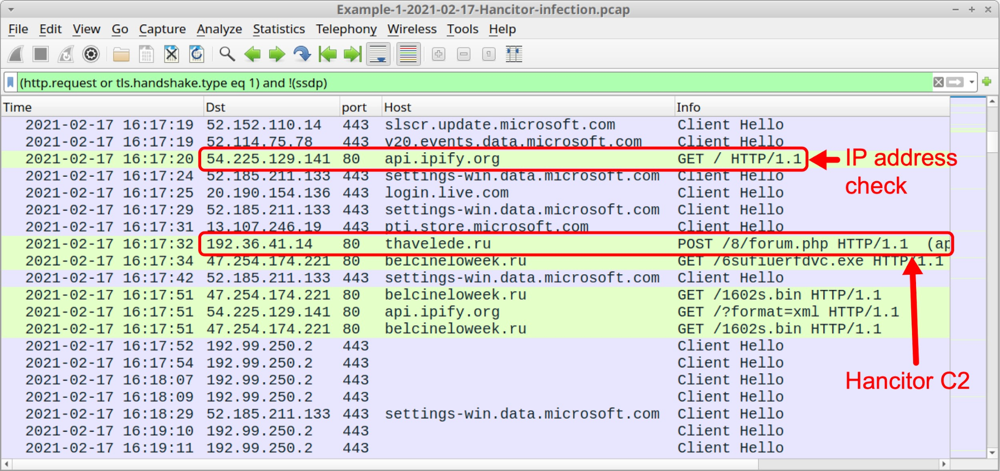 Example-1-2021-02-17-Hancitor-infection.pcap
File Edit View Go Capture Analyze Statistics Telephony Wireless Tools Help
(http.request or tls.handshake.type eq 1) and !(ssdp)
Time Dst port Host Info
2021-02-17 16:17:19 52.152.110.14 443 slscr.update.microsoft.com Client Hello
2021-02-17 16:17:19 52.114.75.78 443 v20.events.data.microsoft.com Client Hello
2021-02-17 16:17:20 54.225.129.141 80 api.ipify.org GET / HTTP/1.1
IP address
check
2021-02-17 16:17:24 52.185.211.133 443 settings-win.data.microsoft.com Client Hello
2021-02-17 16:17:25 20.190.154.136 443 login.live.com Client Hello
2021-02-17 16:17:29 52.185.211.133 443 settings-win.data.microsoft.com Client Hello
2021-02-17 16:17:31 13.107.246.19 443 pti.store.microsoft.com Client Hello
2021-02-17 16:17:32 192.36.41.14 80 thavelede.ru POST /8/forum.php HTTP/1.1 (ap
2021-02-17 16:17:34 47.254.174.221 80 belcineloweek.ru GET /6sufiuerfdvc.exe HTTP/1.1
2021-02-17 16:17:42 52.185.211.133 443 settings-win.data.microsoft.com Client Hello
2021-02-17 16:17:51 47.254.174.221 80 belcineloweek.ru GET /1602s.bin HTTP/1.1
2021-02-17 16:17:51 54.225.129.141 80 api.ipify.org GET /?format=xml HTTP/1.1
2021-02-17 16:17:51 47.254.174.221 80 belcineloweek.ru GET /1602s.bin HTTP/1.1
2021-02-17 16:17:52 192.99.250.2 443 Client Hello
2021-02-17 16:17:54 192.99.250.2 443 Client Hello
2021-02-17 16:18:07 192.99.250.2 443 Client Hello
Hancitor C2
2021-02-17 16:18:09 192.99.250.2 443 Client Hello
2021-02-17 16:18:29 52.185.211.133 443 settings-win.data.microsoft.com Client Hello
2021-02-17 16:19:10 192.99.250.2 443 Client Hello
2021-02-17 16:19:11 192.99.250.2 443 Client Hello